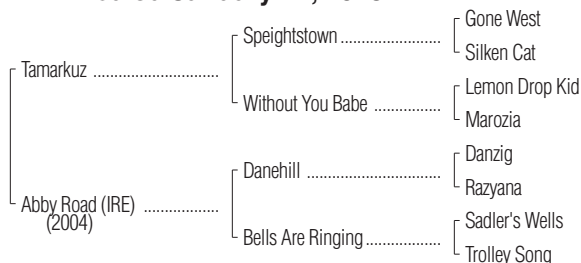 Gone West
Speightstown
Silken Cat
Tamarkuz
Lemon Drop Kid
Without You Babe
Marozia
Danzig
Danehill
Razyana
Abby Road (IRE)
(2004)
Sadler's Wells
Bells Are Ringing
Trolley Song